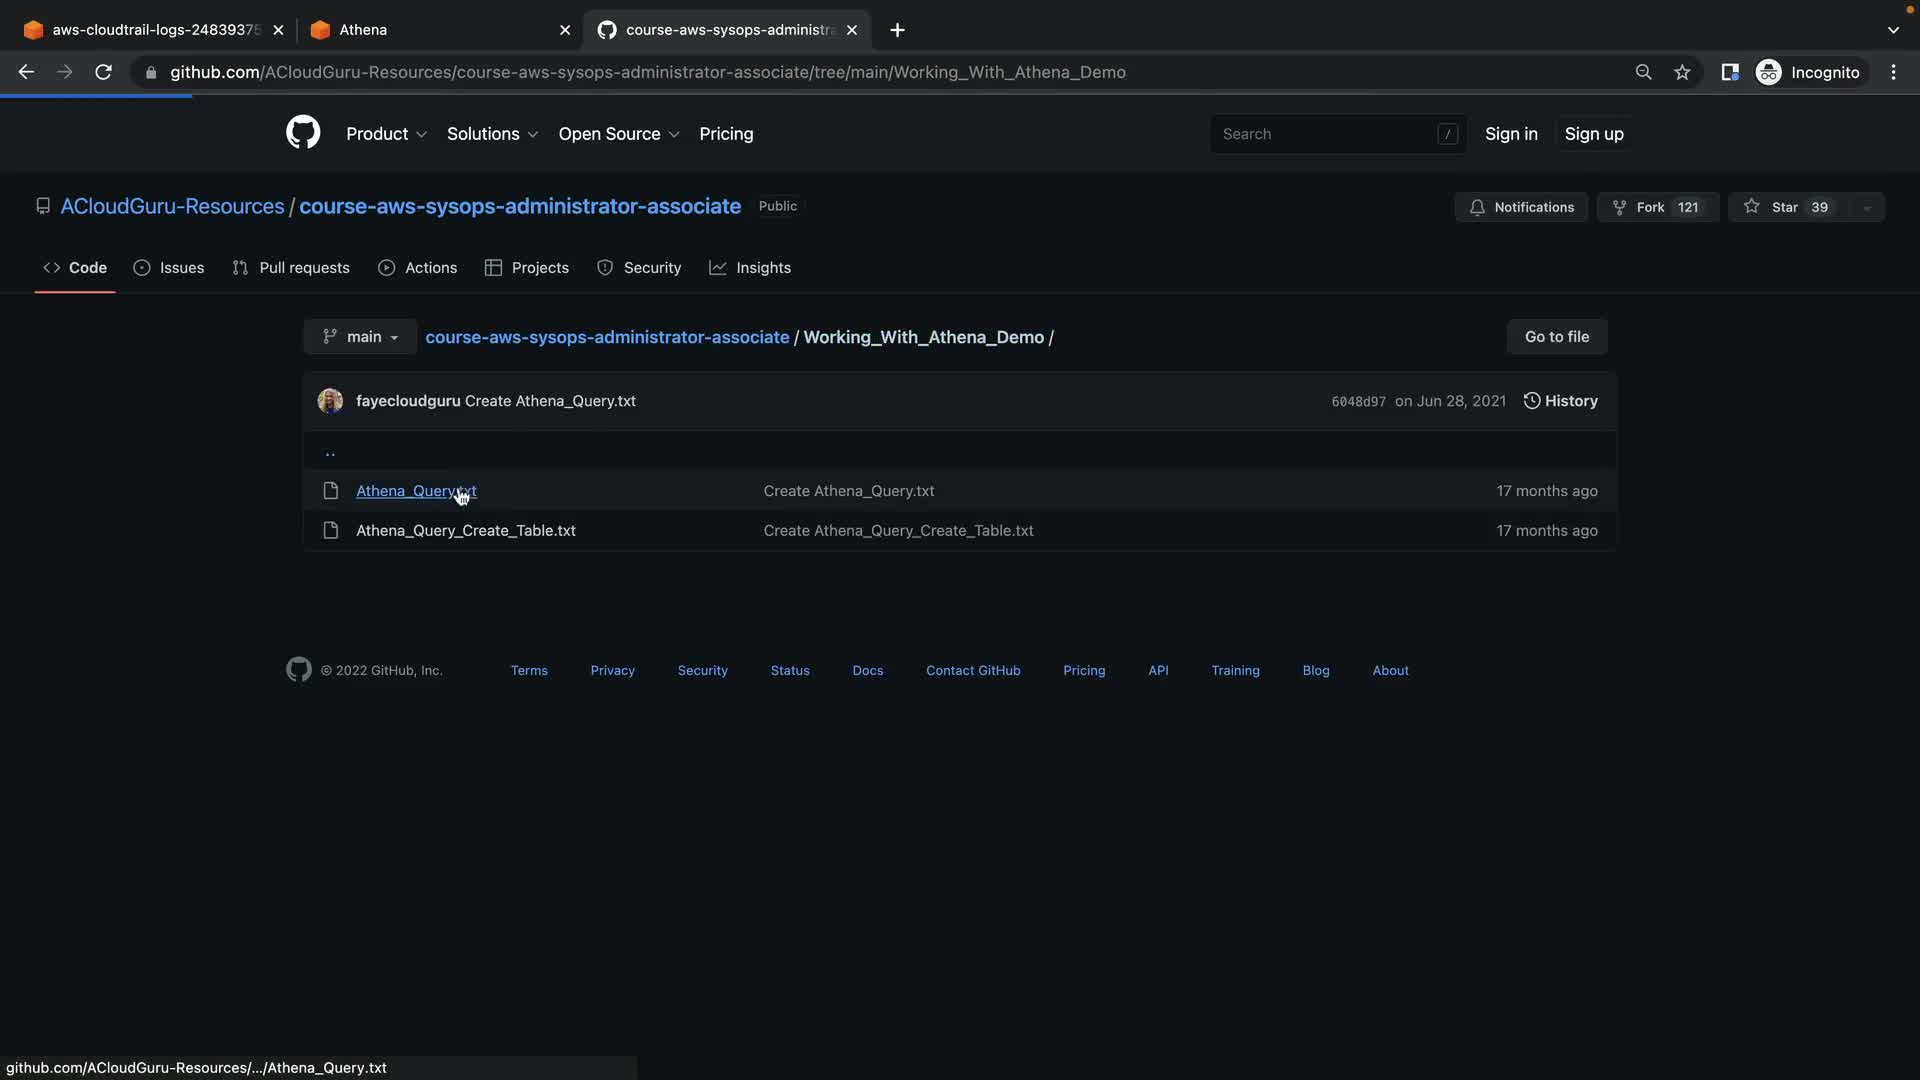 aws-cloudtrail-logs-24839375
Athena
course-aws-sysops-administra
github.com/ACloudGuru-Resources/course-aws-sysops-administrator-associate/tree/main/Working_With_Athena_Demo
Incognito
Product Solutions Open Source Pricing
Search /
Sign in Sign up
ACloudGuru-Resources / course-aws-sysops-administrator-associate Public
Notifications Fork 121 Star 39
Code Issues Pull requests Actions Projects Security Insights
main course-aws-sysops-administrator-associate / Working_With_Athena_Demo / Go to file
fayecloudguru Create Athena_Query.txt 6048d97 on Jun 28, 2021 History
..
Athena_Query.txt Create Athena_Query.txt 17 months ago
Athena_Query_Create_Table.txt Create Athena_Query_Create_Table.txt 17 months ago
© 2022 GitHub, Inc. Terms Privacy Security Status Docs Contact GitHub Pricing API Training Blog About
github.com/ACloudGuru-Resources/.../Athena_Query.txt